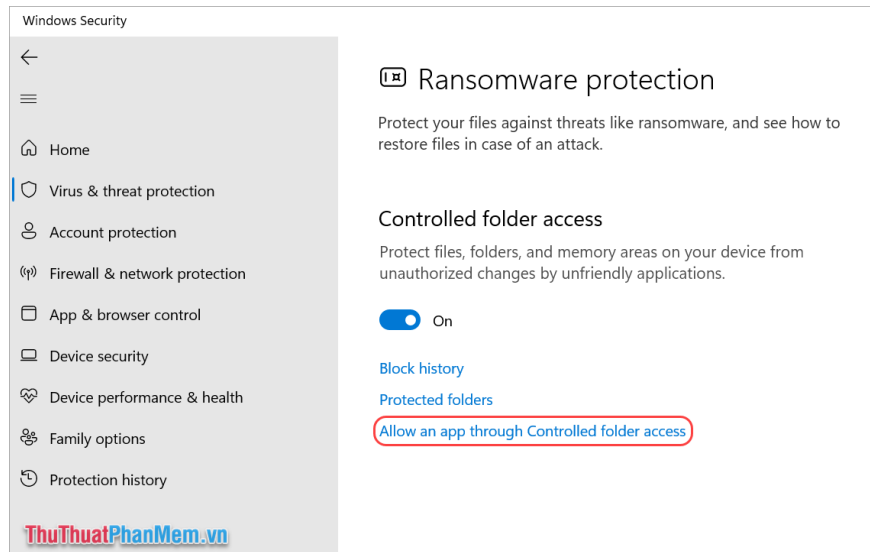 Windows Security
Home
Virus & threat protection
Account protection
Firewall & network protection
App & browser control
Device security
Device performance & health
Family options
Protection history
ThuThuatPhanMem.vn
Ransomware protection
Protect your files against threats like ransomware, and see how to
restore files in case of an attack.
Controlled folder access
Protect files, folders, and memory areas on your device from
unauthorized changes by unfriendly applications.
On
Block history
Protected folders
Allow an app through Controlled folder access